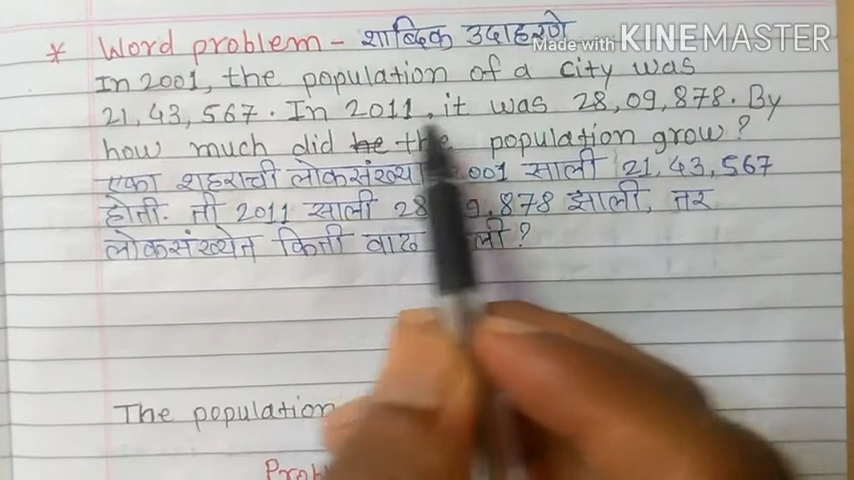 * Word problem - शाब्दिक उदाहरणे
Made with KINEMASTER
In 2001, the population of a city was
21,43,567. In 2011, it was 28,09,878. By
how much did he the population grow?
एका शहराची लोकसंख्या 2001 साली 21,43,567
होती. ती 2011 साली 28 9,878 झाली, तर
लोकसंख्येत किती वाढ ली?
The population
Prob